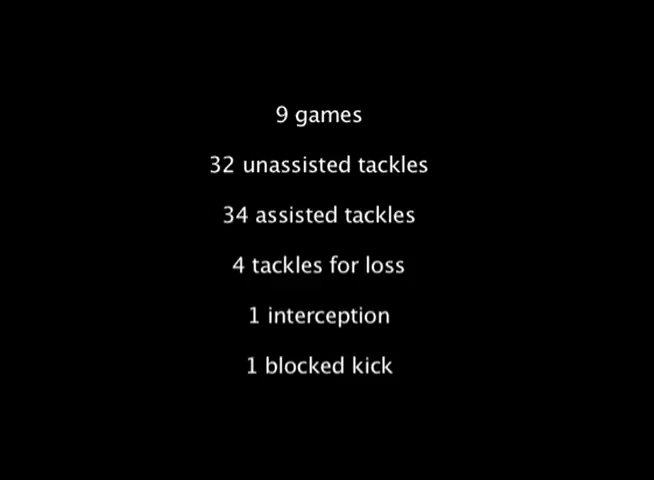 9 games
32 unassisted tackles
34 assisted tackles
4 tackles for loss
1 interception
1 blocked kick